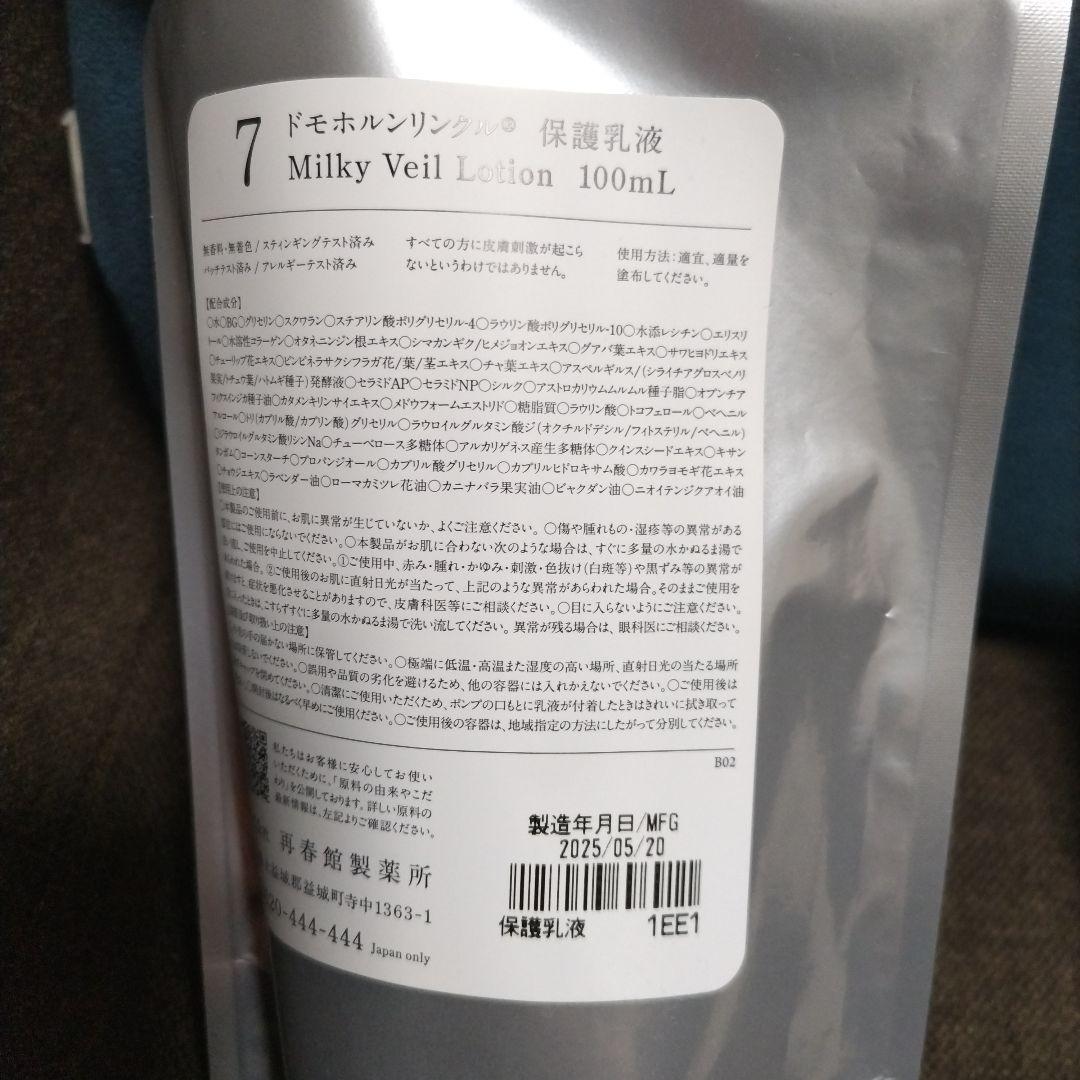 7 ドモホルンリンクル® 保護乳液
Milky Veil Lotion 100mL
無香料・無着色/スティンギングテスト済み
パッチテスト済み/アレルギーテスト済み
すべての方に皮膚刺激が起こら
ないというわけではありません。
使用方法:適宜、適量を
塗布してください。
【配合成分】
○水○BG○グリセリン○スクワラン○ステアリン酸ポリグリセリル-4○ラウリン酸ポリグリセリル-10○水添レシチン○エリスリ
トール○水溶性コラーゲン○オタネニンジン根エキス○シマカンギク/ヒメジョオンエキス○グアバ葉エキス○サワヒヨドリエキス
○チューリップ花エキス○ピンピネラサクシフラガ花/葉/茎エキス○チャ葉エキス○アスペルギルス/(シライチアグロスベノリ
果実/トチュウ葉/ハトムギ種子)発酵液○セラミドAP○セラミドNP○シルク○アストロカリウムムルムル種子脂○オプンチア
フィクスインジカ種子油○カタメンキリンサイエキス○メドウフォームエストリド○糖脂質○ラウリン酸○トコフェロール○ベヘニル
アルコール○トリ(カプリル酸/カプリン酸)グリセリル○ラウロイルグルタミン酸ジ(オクチルドデシル/フィトステリル/ベヘニル)
○ジラウロイルグルタミン酸リシンNa○チューベロース多糖体○アルカリゲネス産生多糖体○クインスシードエキス○キサン
タンガム○コーンスターチ○プロパンジオール○カプリル酸グリセリル○カプリルヒドロキサム酸○カワラヨモギ花エキス
○チョウジエキス○ラベンダー油○ローマカミツレ花油○カニナバラ果実油○ビャクダン油○ニオイテンジクアオイ油
【使用上の注意】
○本製品のご使用前に、お肌に異常が生じていないか、よくご注意ください。○傷や腫れもの・湿疹等の異常がある
部位にはご使用にならないでください。○本製品がお肌に合わない次のような場合は、すぐに多量の水かぬるま湯で
洗い流し、ご使用を中止してください。①ご使用中、赤み・腫れ・かゆみ・刺激・色抜け(白斑等)や黒ずみ等の異常が
あらわれた場合。②ご使用後のお肌に直射日光が当たって、上記のような異常があらわれた場合。そのままご使用を
続けますと、症状を悪化させることがありますので、皮膚科医等にご相談ください。○目に入らないようにご注意ください。
に入ったときは、こすらずすぐに多量の水かぬるま湯で洗い流してください。異常が残る場合は、眼科医にご相談ください。
取り扱い上の注意】
の手の届かない場所に保管してください。○極端に低温・高温また湿度の高い場所、直射日光の当たる場所
しないでください。○誤用や品質の劣化を避けるため、他の容器には入れかえないでください。○ご使用後は
キャップを閉めてください。○清潔にご使用いただくため、ポンプの口もとに乳液が付着したときはきれいに拭き取って
○開封後はなるべく早めにご使用ください。○ご使用後の容器は、地域指定の方法にしたがって分別してください。
B02
私たちはお客様に安心してお使い
いただくために、「原料の由来やこだ
わり」を公開しております。詳しい原料の
最新情報は、左記よりご確認ください。
再春館製薬所
益城郡益城町寺中1363-1
20-444-444 Japan only
製造年月日/MFG
2025/05/20
保護乳液 1EE1